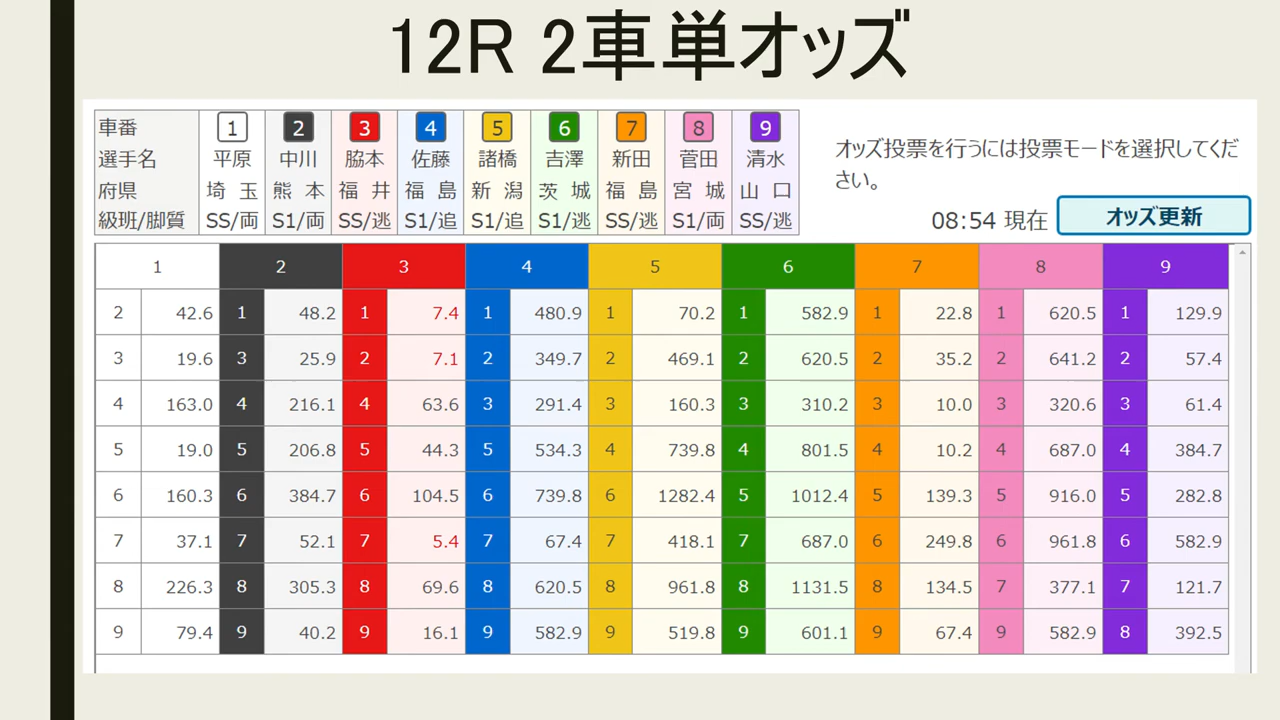 12R 2車単オッズ
車番 1 2 3 4 5 6 7 8 9
選手名 平原 中川 脇本 佐藤 諸橋 吉澤 新田 菅田 清水
府県 埼 玉 熊 本 福 井 福 島 新 潟 茨 城 福 島 宮 城 山 口
級班/脚質 SS/両 S1/両 SS/逃 S1/追 S1/追 S1/逃 SS/逃 S1/両 SS/逃
オッズ投票を行うには投票モードを選択してくだ
さい。
08:54 現在 オッズ更新
1 2 3 4 5 6 7 8 9
2 42.6 1 48.2 1 7.4 1 480.9 1 70.2 1 582.9 1 22.8 1 620.5 1 129.9
3 19.6 3 25.9 2 7.1 2 349.7 2 469.1 2 620.5 2 35.2 2 641.2 2 57.4
4 163.0 4 216.1 4 63.6 3 291.4 3 160.3 3 310.2 3 10.0 3 320.6 3 61.4
5 19.0 5 206.8 5 44.3 5 534.3 4 739.8 4 801.5 4 10.2 4 687.0 4 384.7
6 160.3 6 384.7 6 104.5 6 739.8 6 1282.4 5 1012.4 5 139.3 5 916.0 5 282.8
7 37.1 7 52.1 7 5.4 7 67.4 7 418.1 7 687.0 6 249.8 6 961.8 6 582.9
8 226.3 8 305.3 8 69.6 8 620.5 8 961.8 8 1131.5 8 134.5 7 377.1 7 121.7
9 79.4 9 40.2 9 16.1 9 582.9 9 519.8 9 601.1 9 67.4 9 582.9 8 392.5